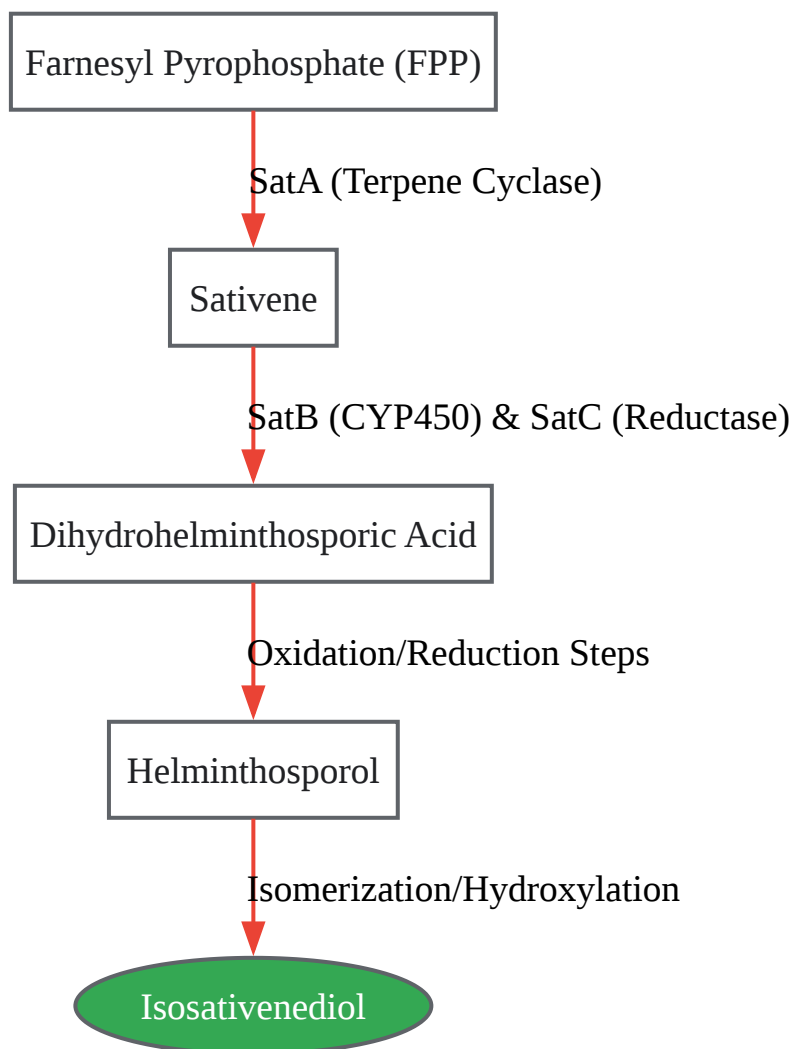 Farnesyl Pyrophosphate (FPP)
SatA (Terpene Cyclase)
Sativene
SatB (CYP450) & SatC (Reductase)
Dihydrohelminthosporic Acid
Oxidation/Reduction Steps
Helminthosporol
Isomerization/Hydroxylation
Isosativenediol